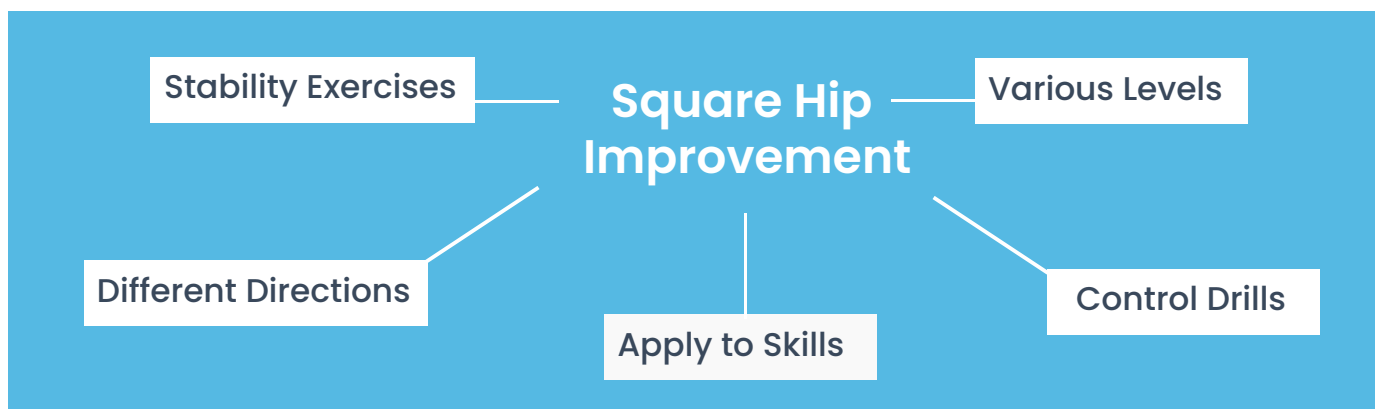 Stability Exercises
Square Hip
Improvement
Various Levels
Different Directions
Apply to Skills
Control Drills